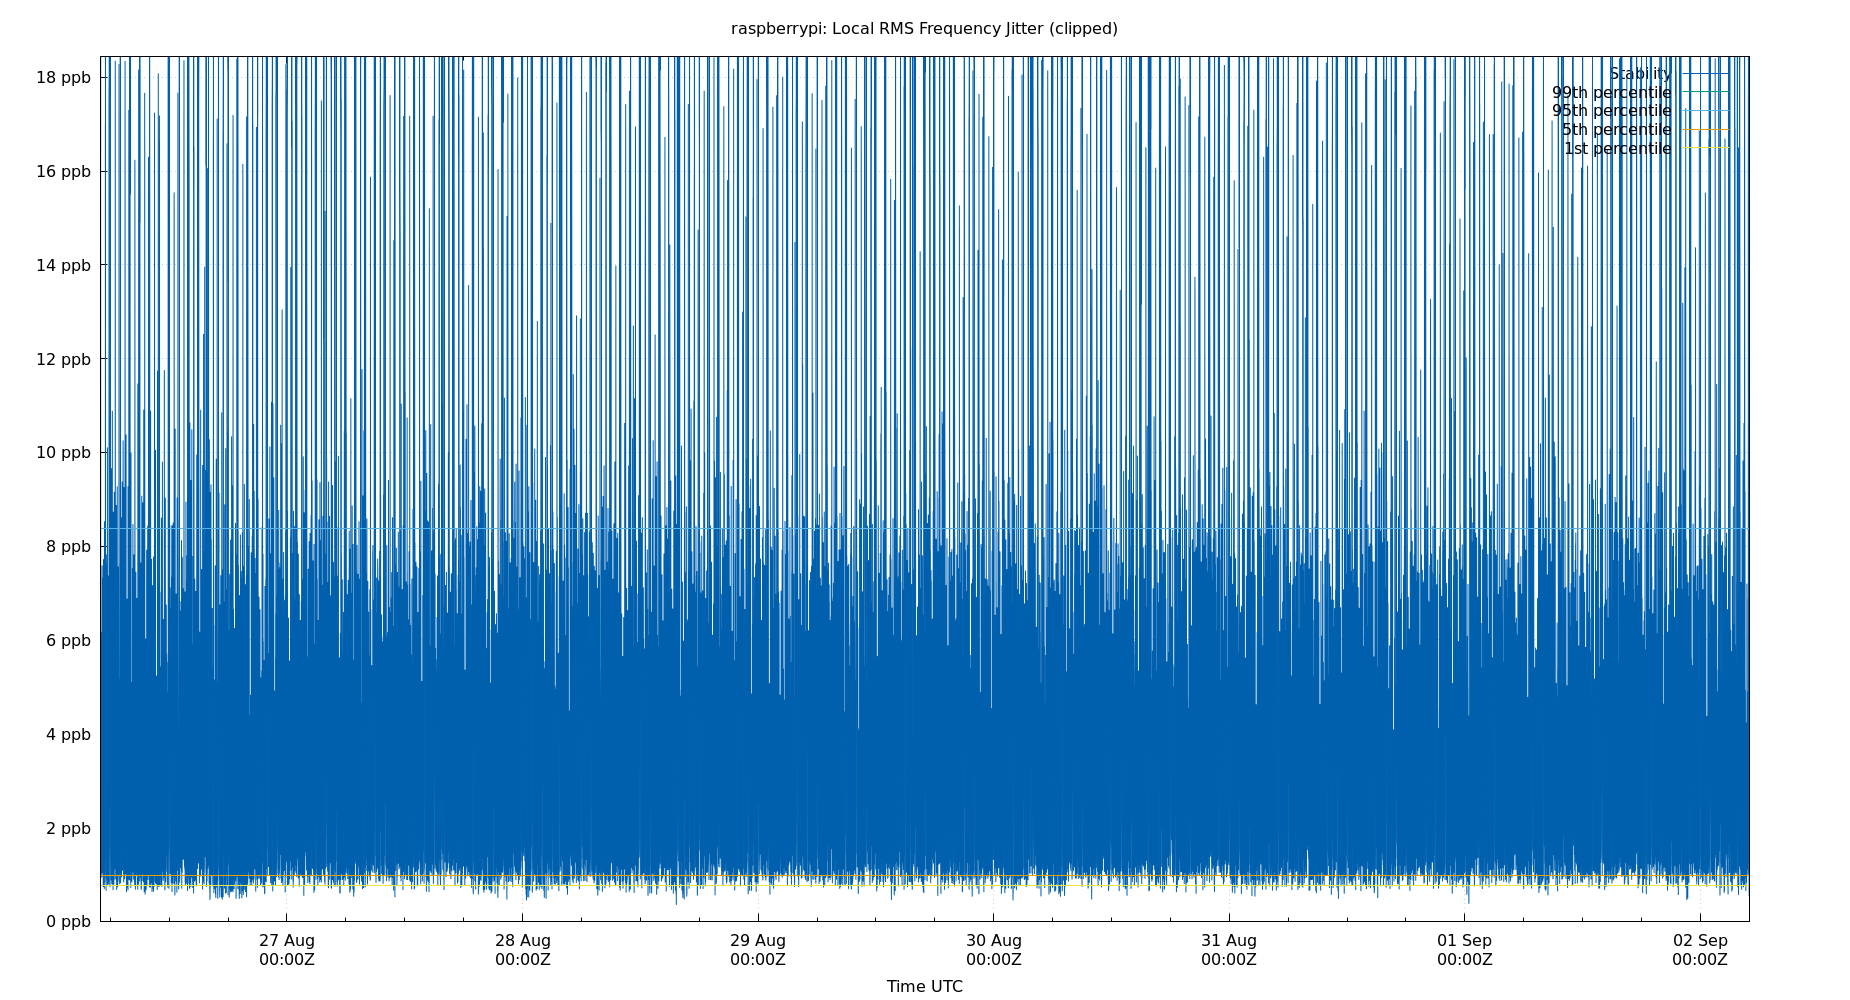 raspberrypi: Local RMS Frequency Jitter (clipped)
18 ppb
16 ppb
14 ppb
12 ppb
10 ppb
8 ppb
6 ppb
4 ppb
2 ppb
0 ppb
Stability
99th percentile
95th percentile
5th percentile
1st percentile
27 Aug
00:00Z
28 Aug
00:00Z
29 Aug
00:00Z
30 Aug
00:00Z
31 Aug
00:00Z
01 Sep
00:00Z
02 Sep
00:00Z
Time UTC